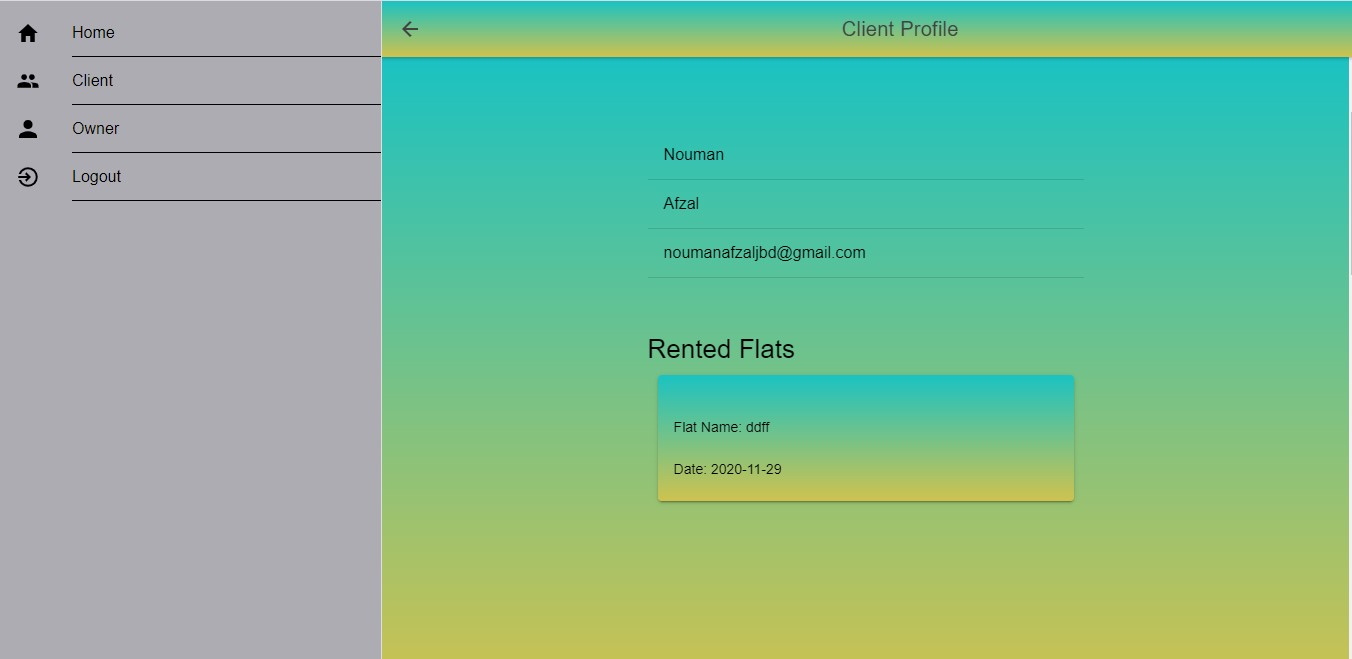 Home
Client
Owner
Logout
Client Profile
Nouman
Afzal
noumanafzaljbd@gmail.com
Rented Flats
Flat Name: ddff
Date: 2020-11-29